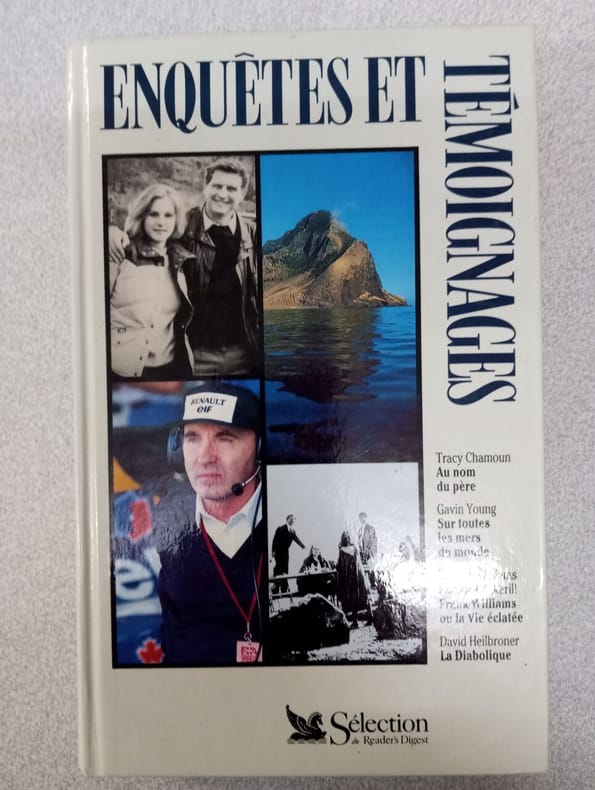 ENQUÊTES ET
TÉMOIGNAGES
RENAULT
elf
Tracy Chamoun
Au nom
du père
Gavin Young
Sur toutes
les mers
du monde
Frank Williams
ou la Vie éclatée
David Heilbroner
La Diabolique
Sélection
du Reader's Digest